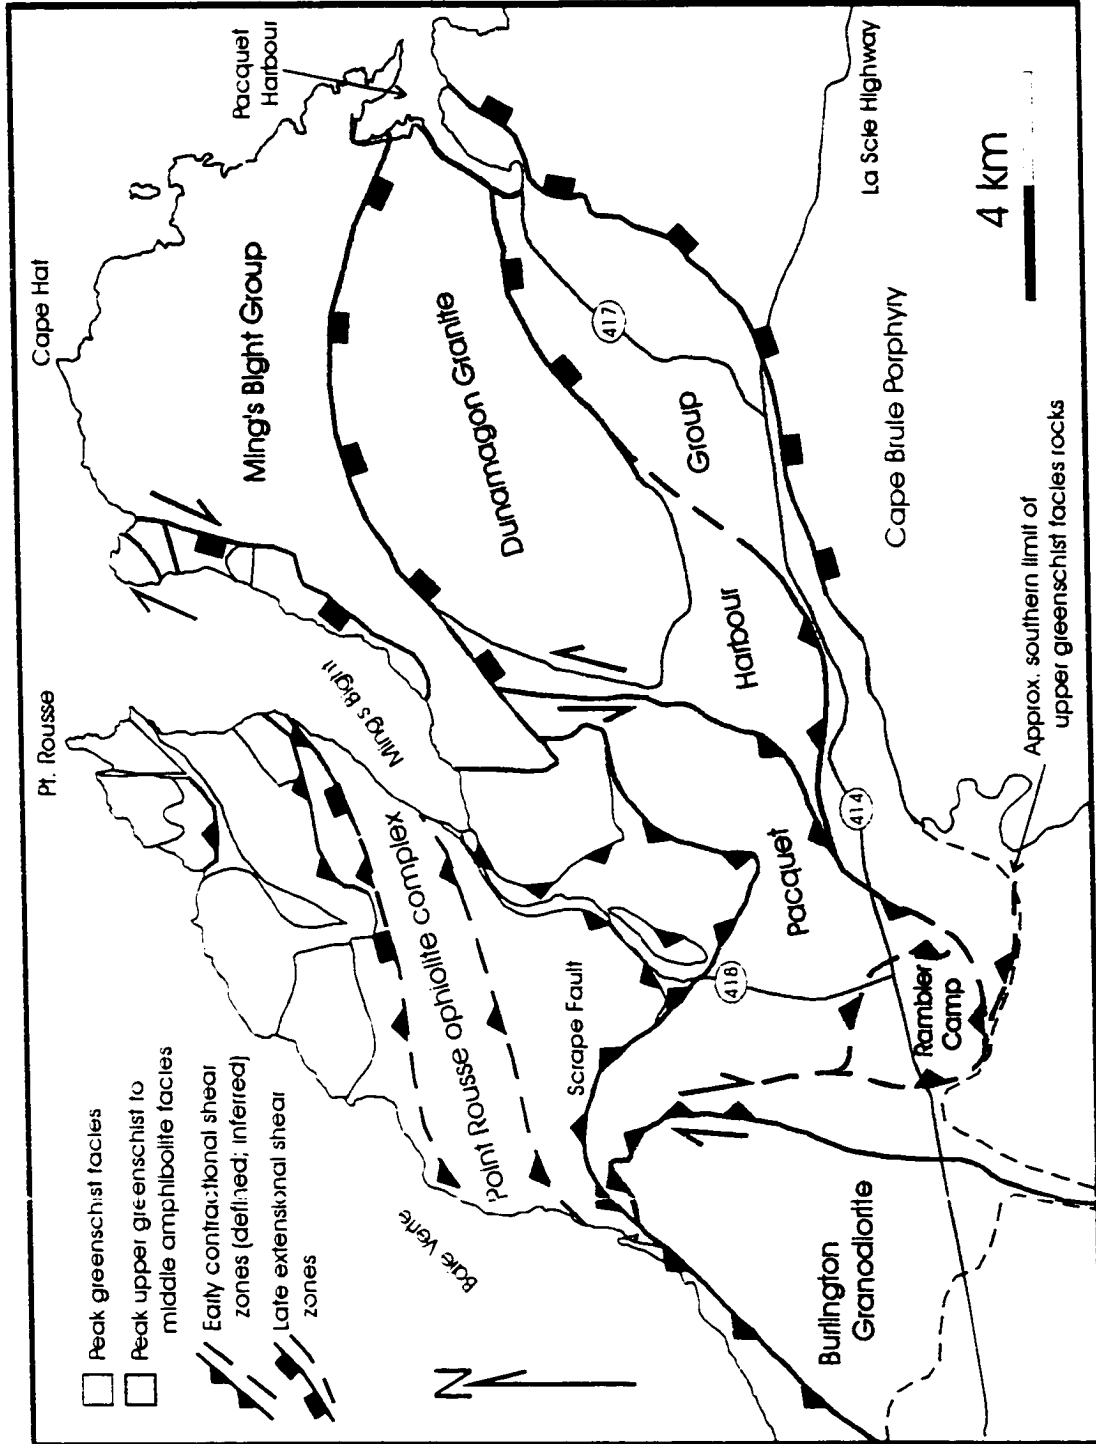 Peak greenschist facies
Peak upper greenschist to
middle amphibolite facies
Early contractional shear
zones (defined; inferred)
Late extensional shear
zones
N
Pt. Rousse
Cape Hat
Pacquet
Harbour
Ming's Bight Group
Ming's Bight
Dunamagon Granite
Point Rousse ophiolite complex
Baie Verte
Scrape Fault
417
Group
Harbour
Pacquet
418
414
La Scie Highway
Cape Brule Porphyry
Rambler
Camp
Burlington
Granodiorite
4 km
Approx. southern limit of
upper greenschist facies rocks